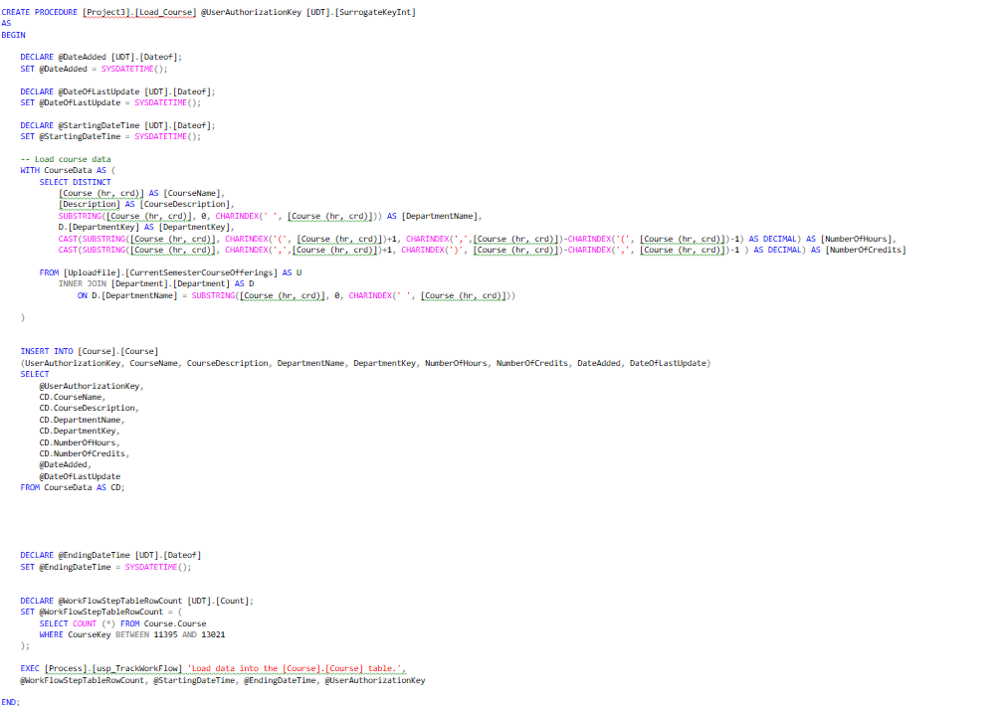 CREATE PROCEDURE [Project3].[Load_Course] @UserAuthorizationKey [UDT].[SurrogateKeyInt]
AS
BEGIN
DECLARE @DateAdded [UDT].[Dateof];
SET @DateAdded = SYSDATETIME();
DECLARE @DateOfLastUpdate [UDT].[Dateof];
SET @DateOfLastUpdate = SYSDATETIME();
DECLARE @StartingDateTime [UDT].[Dateof];
SET @StartingDateTime = SYSDATETIME();
-- Load course data
WITH CourseData AS (
SELECT DISTINCT
[Course (hr, crd)] AS [CourseName],
[Description] AS [CourseDescription],
SUBSTRING([Course (hr, crd)], 0, CHARINDEX(' ', [Course (hr, crd)])) AS [DepartmentName],
D.[DepartmentKey] AS [DepartmentKey],
CAST(SUBSTRING([Course (hr, crd)], CHARINDEX('(', [Course (hr, crd)])+1, CHARINDEX(',',[Course (hr, crd)])-CHARINDEX('(', [Course (hr, crd)])-1) AS DECIMAL) AS [NumberOfHours],
CAST(SUBSTRING([Course (hr, crd)], CHARINDEX(',',[Course (hr, crd)])+1, CHARINDEX(')', [Course (hr, crd)])-CHARINDEX(',', [Course (hr, crd)])-1 ) AS DECIMAL) AS [NumberOfCredits]
FROM [Uploadfile].[CurrentSemesterCourseOfferings] AS U
INNER JOIN [Department].[Department] AS D
ON D.[DepartmentName] = SUBSTRING([Course (hr, crd)], 0, CHARINDEX(' ', [Course (hr, crd)]))
)
INSERT INTO [Course].[Course]
(UserAuthorizationKey, CourseName, CourseDescription, DepartmentName, DepartmentKey, NumberOfHours, NumberOfCredits, DateAdded, DateOfLastUpdate)
SELECT
@UserAuthorizationKey,
CD.CourseName,
CD.CourseDescription,
CD.DepartmentName,
CD.DepartmentKey,
CD.NumberOfHours,
CD.NumberOfCredits,
@DateAdded,
@DateOfLastUpdate
FROM CourseData AS CD;
DECLARE @EndingDateTime [UDT].[Dateof]
SET @EndingDateTime = SYSDATETIME();
DECLARE @WorkFlowStepTableRowCount [UDT].[Count];
SET @WorkFlowStepTableRowCount = (
SELECT COUNT (*) FROM Course.Course
WHERE CourseKey BETWEEN 11395 AND 13021
);
EXEC [Process].[usp_TrackWorkFlow] 'Load data into the [Course].[Course] table.',
@WorkFlowStepTableRowCount, @StartingDateTime, @EndingDateTime, @UserAuthorizationKey
END;